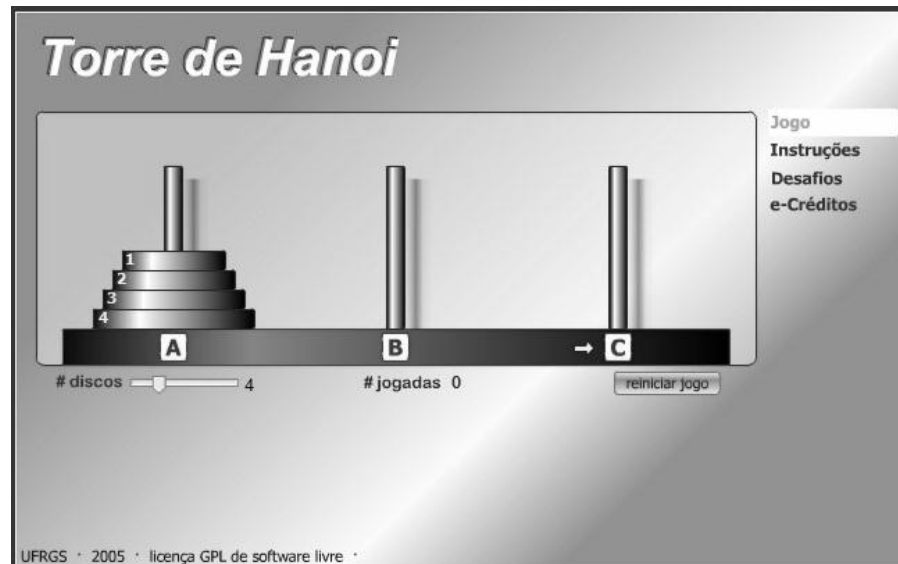 Torre de Hanoi
Jogo
Instruções
Desafios
e-Créditos
1
2
3
4
A B → C
# discos 4 # jogadas 0 reiniciar jogo
UFRGS · 2005 · licença GPL de software livre ·